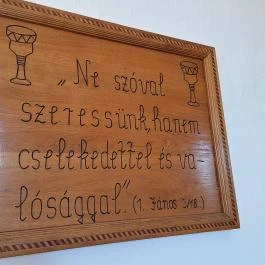 „Ne szóval
szeressünk, hanem
cselekedettel és va-
lósággal." (1. János 3/18.)